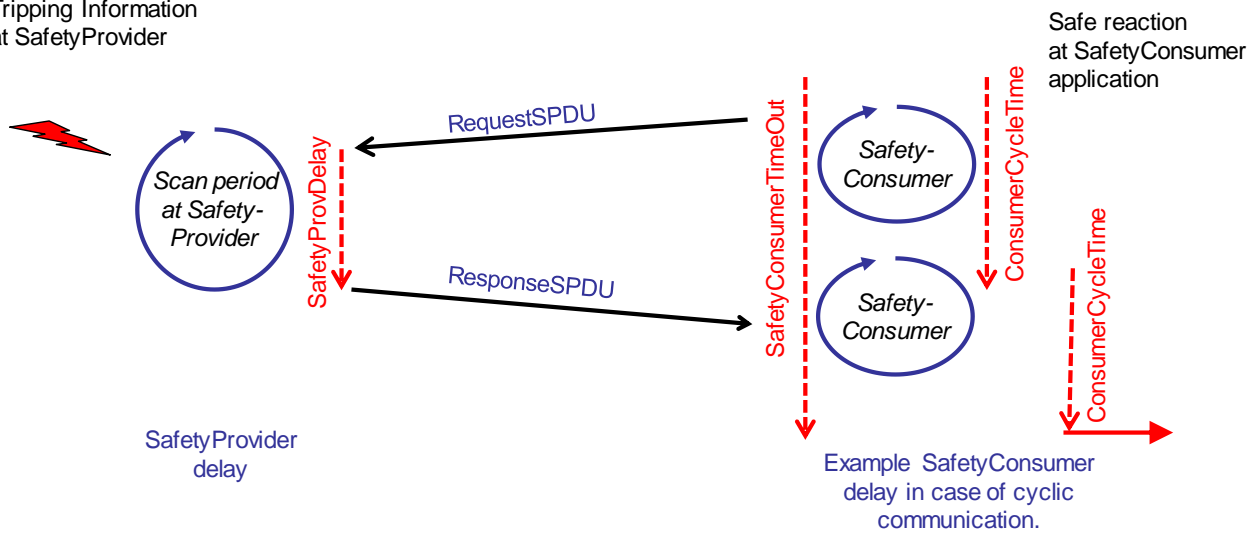 Tripping Information
at SafetyProvider
Safe reaction
at SafetyConsumer
application
RequestSPDU
Scan period
at Safety-
Provider
SafetyProvDelay
ResponseSPDU
SafetyConsumerTimeOut
Safety-
Consumer
Safety-
Consumer
ConsumerCycleTime
ConsumerCycleTime
SafetyProvider
delay
Example SafetyConsumer
delay in case of cyclic
communication.